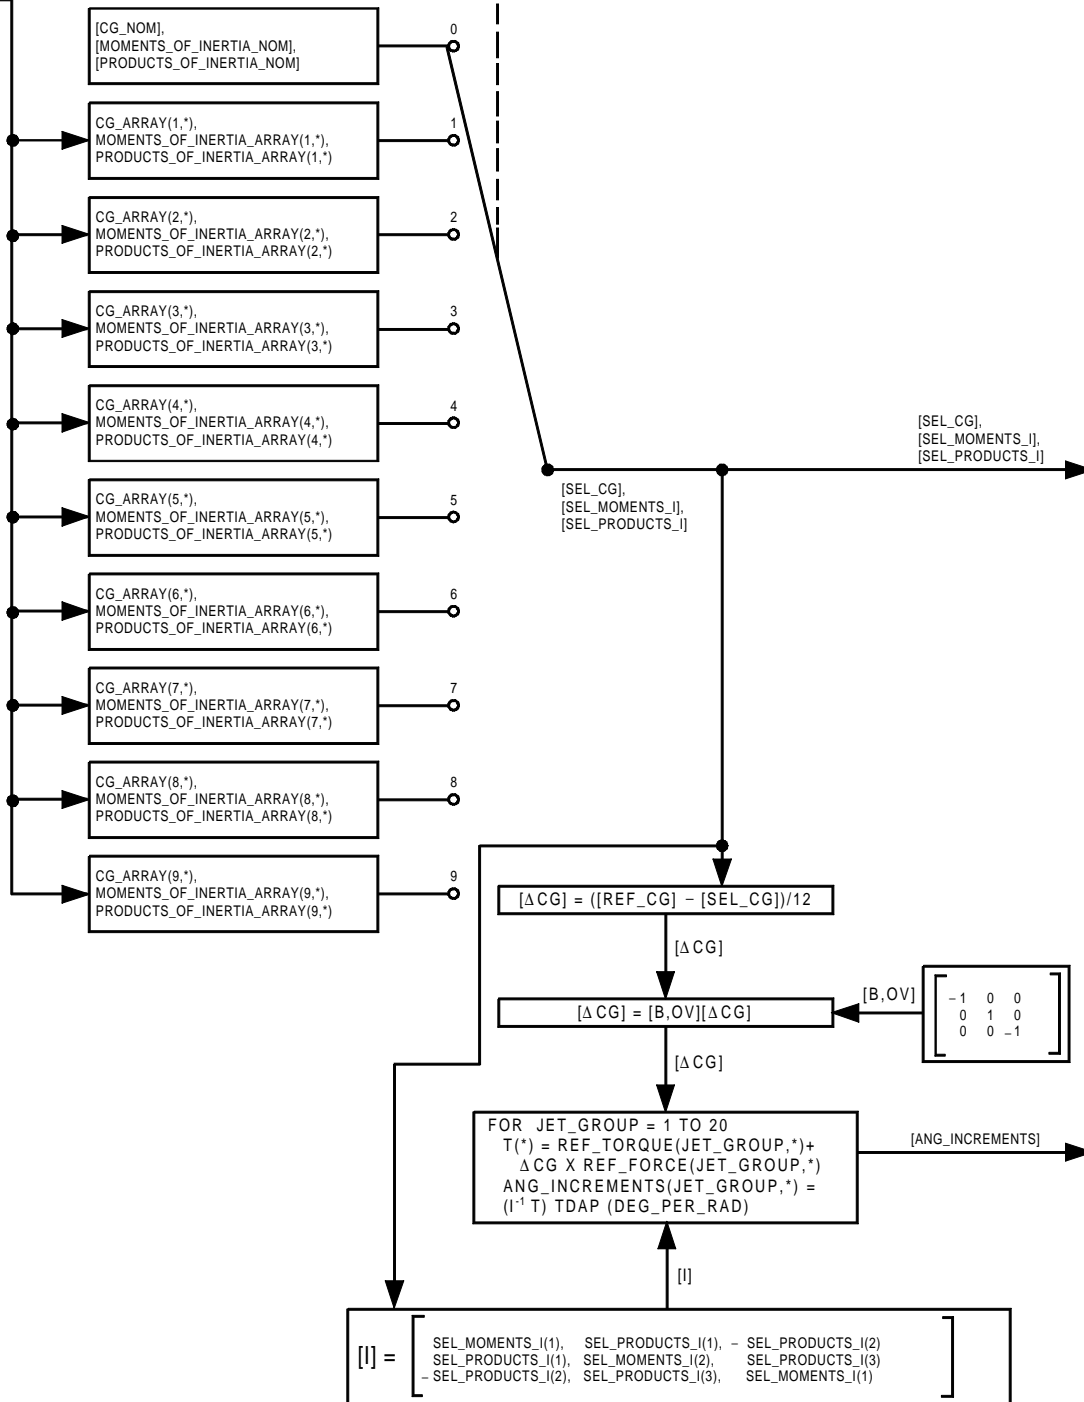 [CG_NOM],
[MOMENTS_OF_INERTIA_NOM],
[PRODUCTS_OF_INERTIA_NOM]
0
CG_ARRAY(1,*),
MOMENTS_OF_INERTIA_ARRAY(1,*),
PRODUCTS_OF_INERTIA_ARRAY(1,*)
1
CG_ARRAY(2,*),
MOMENTS_OF_INERTIA_ARRAY(2,*),
PRODUCTS_OF_INERTIA_ARRAY(2,*)
2
CG_ARRAY(3,*),
MOMENTS_OF_INERTIA_ARRAY(3,*),
PRODUCTS_OF_INERTIA_ARRAY(3,*)
3
CG_ARRAY(4,*),
MOMENTS_OF_INERTIA_ARRAY(4,*),
PRODUCTS_OF_INERTIA_ARRAY(4,*)
4
[SEL_CG],
[SEL_MOMENTS_I],
[SEL_PRODUCTS_I]
[SEL_CG],
[SEL_MOMENTS_I],
[SEL_PRODUCTS_I]
CG_ARRAY(5,*),
MOMENTS_OF_INERTIA_ARRAY(5,*),
PRODUCTS_OF_INERTIA_ARRAY(5,*)
5
CG_ARRAY(6,*),
MOMENTS_OF_INERTIA_ARRAY(6,*),
PRODUCTS_OF_INERTIA_ARRAY(6,*)
6
CG_ARRAY(7,*),
MOMENTS_OF_INERTIA_ARRAY(7,*),
PRODUCTS_OF_INERTIA_ARRAY(7,*)
7
CG_ARRAY(8,*),
MOMENTS_OF_INERTIA_ARRAY(8,*),
PRODUCTS_OF_INERTIA_ARRAY(8,*)
8
CG_ARRAY(9,*),
MOMENTS_OF_INERTIA_ARRAY(9,*),
PRODUCTS_OF_INERTIA_ARRAY(9,*)
9
[Δ CG] = ([REF_CG] − [SEL_CG])/12
[Δ CG]
[Δ CG] = [B,OV][Δ CG]
[B,OV]
−1 0 0
0 1 0
0 0 −1
[Δ CG]
FOR JET_GROUP = 1 TO 20
T(*) = REF_TORQUE(JET_GROUP,*)+
Δ CG X REF_FORCE(JET_GROUP,*)
ANG_INCREMENTS(JET_GROUP,*) =
(I⁻¹ T) TDAP (DEG_PER_RAD)
[ANG_INCREMENTS]
[I]
[I] =
SEL_MOMENTS_I(1), SEL_PRODUCTS_I(1), − SEL_PRODUCTS_I(2)
SEL_PRODUCTS_I(1), SEL_MOMENTS_I(2), SEL_PRODUCTS_I(3)
− SEL_PRODUCTS_I(2), SEL_PRODUCTS_I(3), SEL_MOMENTS_I(1)